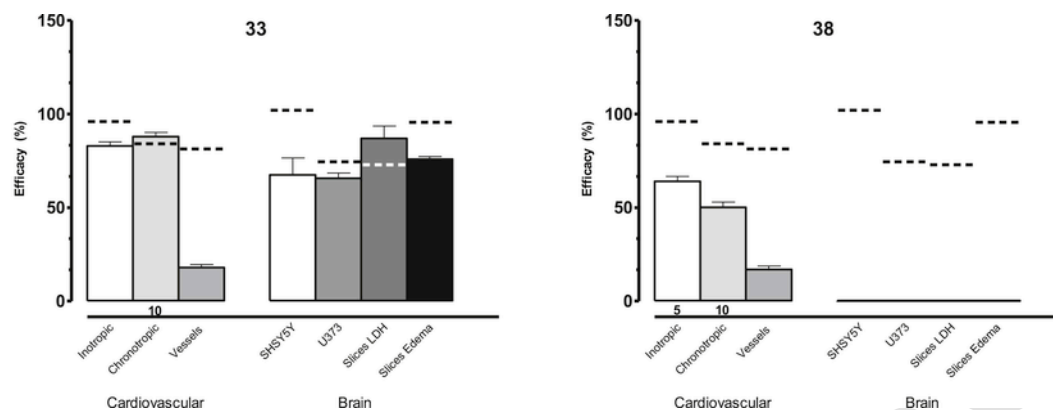 33
150
100
50
0
Efficacy (%)
10
Inotropic
Chronotropic
Vessels
SHSY5Y
U373
Slices LDH
Slices Edema
Cardiovascular
Brain
38
150
100
50
0
Efficacy (%)
5
10
Inotropic
Chronotropic
Vessels
SHSY5Y
U373
Slices LDH
Slices Edema
Cardiovascular
Brain